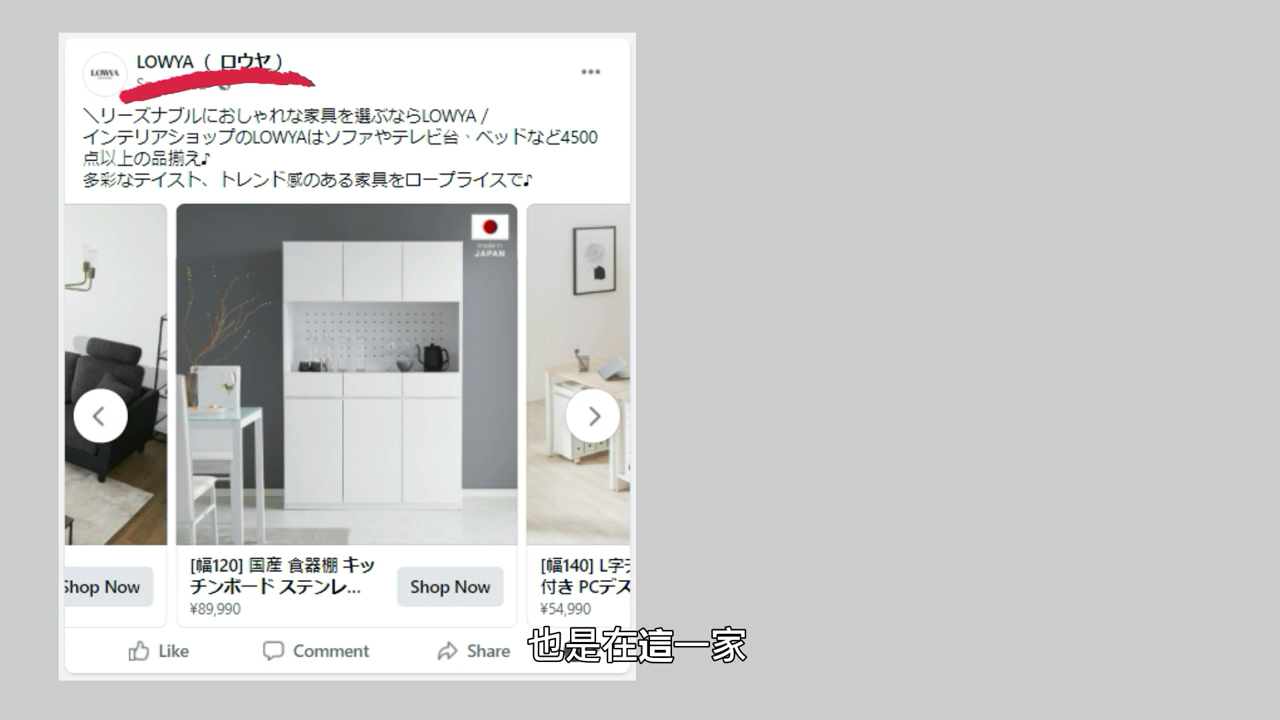 LOWYA
LOWYA（ ロウヤ ）
＼リーズナブルにおしゃれな家具を選ぶならLOWYA /
インテリアショップのLOWYAはソファやテレビ台、ベッドなど4500
点以上の品揃え♪
多彩なテイスト、トレンド感のある家具をロープライスで♪
made in
JAPAN
Shop Now
[幅120] 国産 食器棚 キッ
チンボード ステンレ...
¥89,990
Shop Now
[幅140] L字
付き PCデス
¥54,990
Like
Comment
Share
也是在這一家